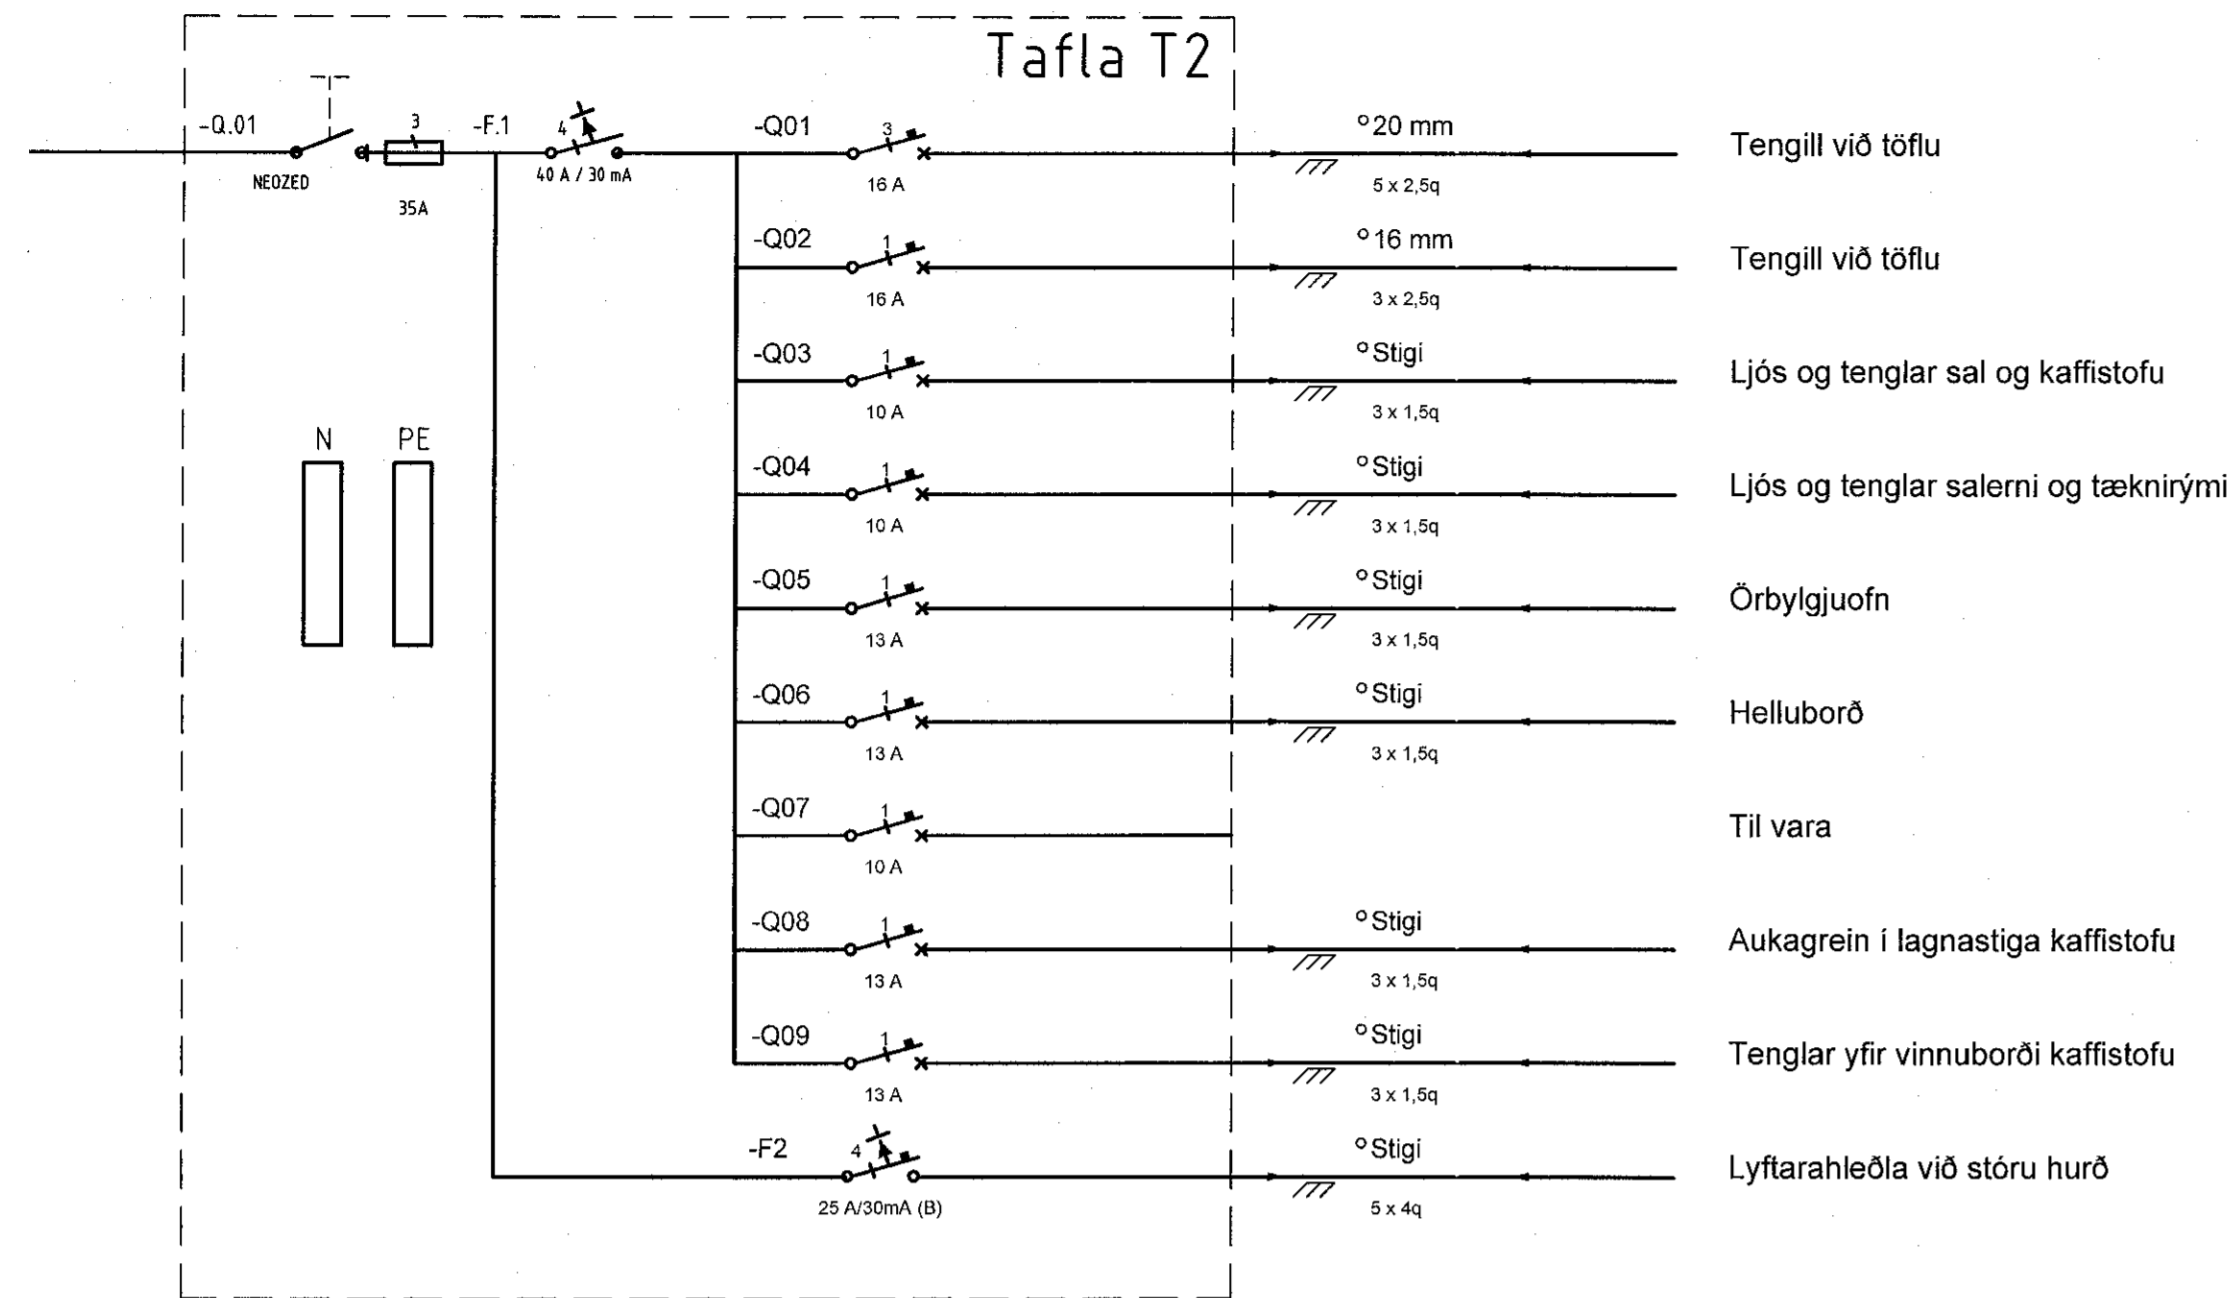 Tafla T2
-Q.01
NEOZED
3
35A
-F.1
4
40 A / 30 mA
N
PE
-Q01
3
16 A
°20 mm
5 x 2,5q
Tengill við töflu
-Q02
1
16 A
°16 mm
3 x 2,5q
Tengill við töflu
-Q03
1
10 A
°Stigi
3 x 1,5q
Ljós og tenglar sal og kaffistofu
-Q04
1
10 A
°Stigi
3 x 1,5q
Ljós og tenglar salerni og tæknirými
-Q05
1
13 A
°Stigi
3 x 1,5q
Örbylgjuofn
-Q06
1
13 A
°Stigi
3 x 1,5q
Helluborð
-Q07
1
10 A
Til vara
-Q08
1
13 A
°Stigi
3 x 1,5q
Aukagrein í lagnastiga kaffistofu
-Q09
1
13 A
°Stigi
3 x 1,5q
Tenglar yfir vinnuborði kaffistofu
-F2
4
25 A/30mA (B)
°Stigi
5 x 4q
Lyftarahleðla við stóru hurð